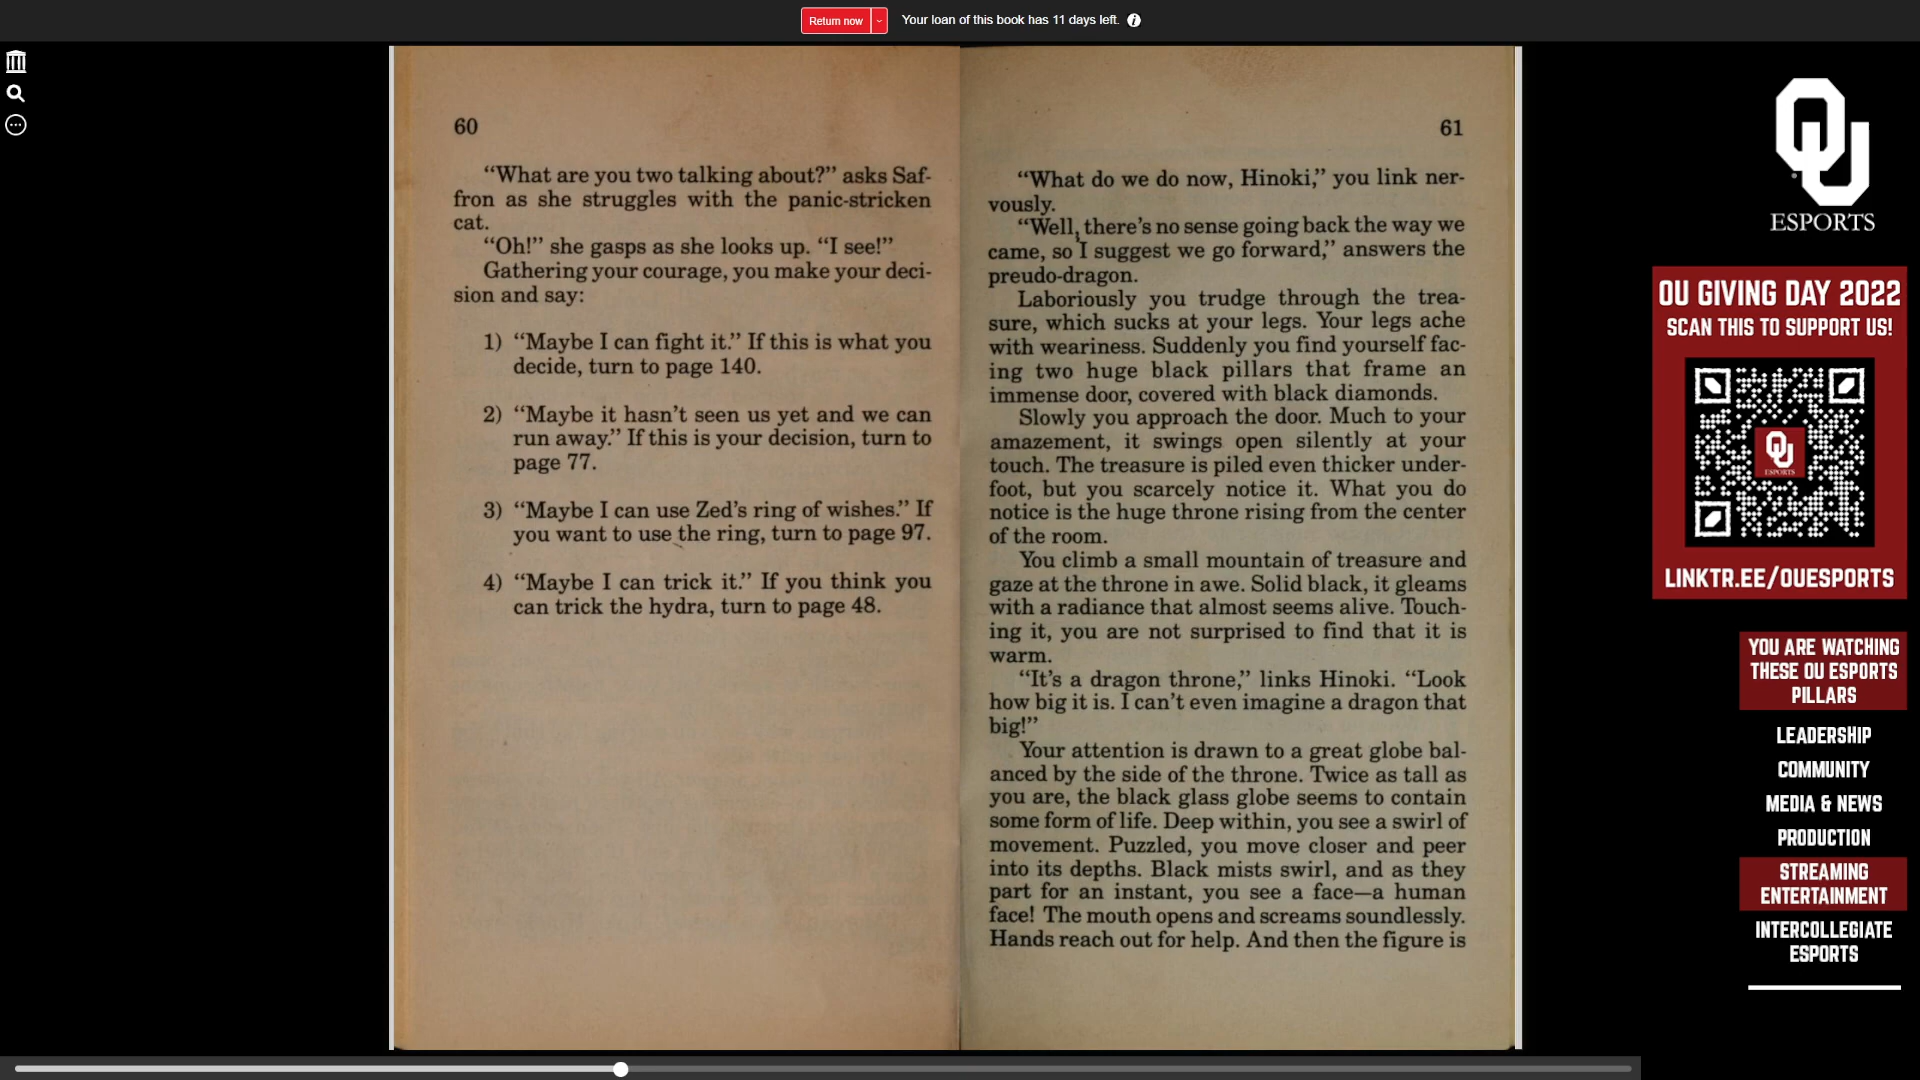 Return now
Your loan of this book has 11 days left.
60
“What are you two talking about?” asks Saf-
fron as she struggles with the panic-stricken
cat.
“Oh!” she gasps as she looks up. “I see!”
Gathering your courage, you make your deci-
sion and say:
1) “Maybe I can fight it.” If this is what you
decide, turn to page 140.
2) “Maybe it hasn’t seen us yet and we can
run away.” If this is your decision, turn to
page 77.
3) “Maybe I can use Zed’s ring of wishes.” If
you want to use the ring, turn to page 97.
4) “Maybe I can trick it.” If you think you
can trick the hydra, turn to page 48.
61
“What do we do now, Hinoki,” you link ner-
vously.
“Well, there’s no sense going back the way we
came, so I suggest we go forward,” answers the
preudo-dragon.
Laboriously you trudge through the trea-
sure, which sucks at your legs. Your legs ache
with weariness. Suddenly you find yourself fac-
ing two huge black pillars that frame an
immense door, covered with black diamonds.
Slowly you approach the door. Much to your
amazement, it swings open silently at your
touch. The treasure is piled even thicker under-
foot, but you scarcely notice it. What you do
notice is the huge throne rising from the center
of the room.
You climb a small mountain of treasure and
gaze at the throne in awe. Solid black, it gleams
with a radiance that almost seems alive. Touch-
ing it, you are not surprised to find that it is
warm.
“It’s a dragon throne,” links Hinoki. “Look
how big it is. I can’t even imagine a dragon that
big!”
Your attention is drawn to a great globe bal-
anced by the side of the throne. Twice as tall as
you are, the black glass globe seems to contain
some form of life. Deep within, you see a swirl of
movement. Puzzled, you move closer and peer
into its depths. Black mists swirl, and as they
part for an instant, you see a face—a human
face! The mouth opens and screams soundlessly.
Hands reach out for help. And then the figure is
OU
ESPORTS
OU GIVING DAY 2022
SCAN THIS TO SUPPORT US!
OU
ESPORTS
LINKTR.EE/OUESPORTS
YOU ARE WATCHING
THESE OU ESPORTS
PILLARS
LEADERSHIP
COMMUNITY
MEDIA & NEWS
PRODUCTION
STREAMING
ENTERTAINMENT
INTERCOLLEGIATE
ESPORTS